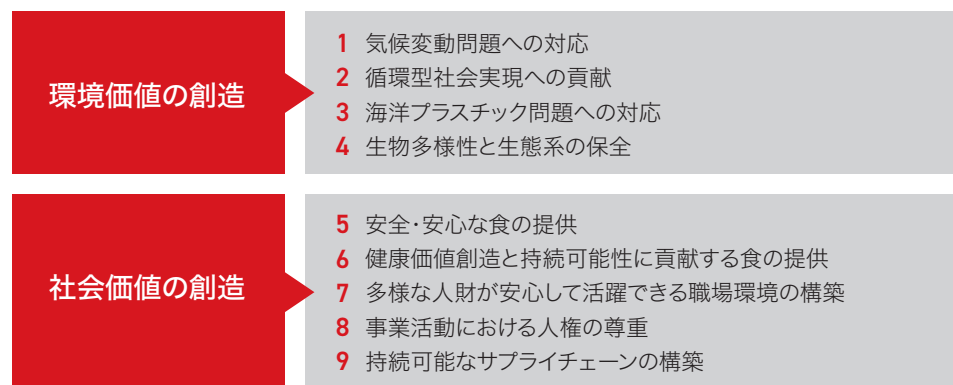 環境価値の創造
1 気候変動問題への対応
2 循環型社会実現への貢献
3 海洋プラスチック問題への対応
4 生物多様性と生態系の保全
社会価値の創造
5 安全・安心な食の提供
6 健康価値創造と持続可能性に貢献する食の提供
7 多様な人財が安心して活躍できる職場環境の構築
8 事業活動における人権の尊重
9 持続可能なサプライチェーンの構築